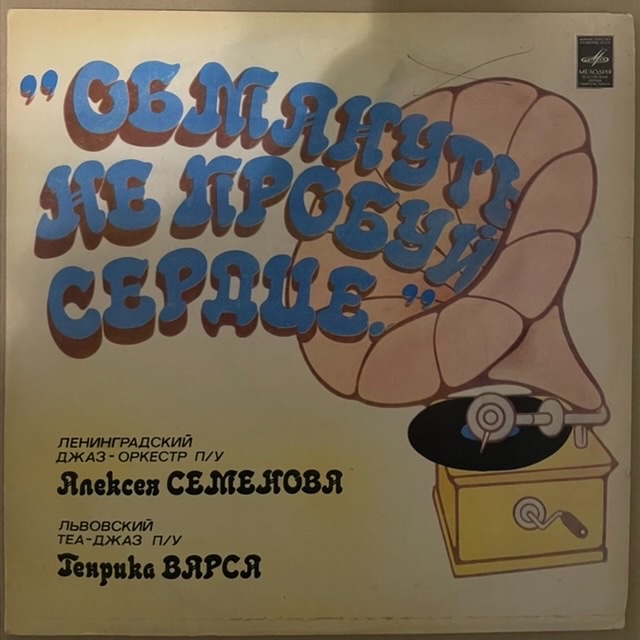 „ОБМАНУТЬ
НЕ ПРОБУЙ
СЕРДЦЕ."
МЕЛОДИЯ
ЛЕНИНГРАДСКИЙ
ДЖАЗ-ОРКЕСТР П/У
Алексея СЕМЕНОВА
ЛЬВОВСКИЙ
ТЕА-ДЖАЗ П/У
Генрика ВАРСА